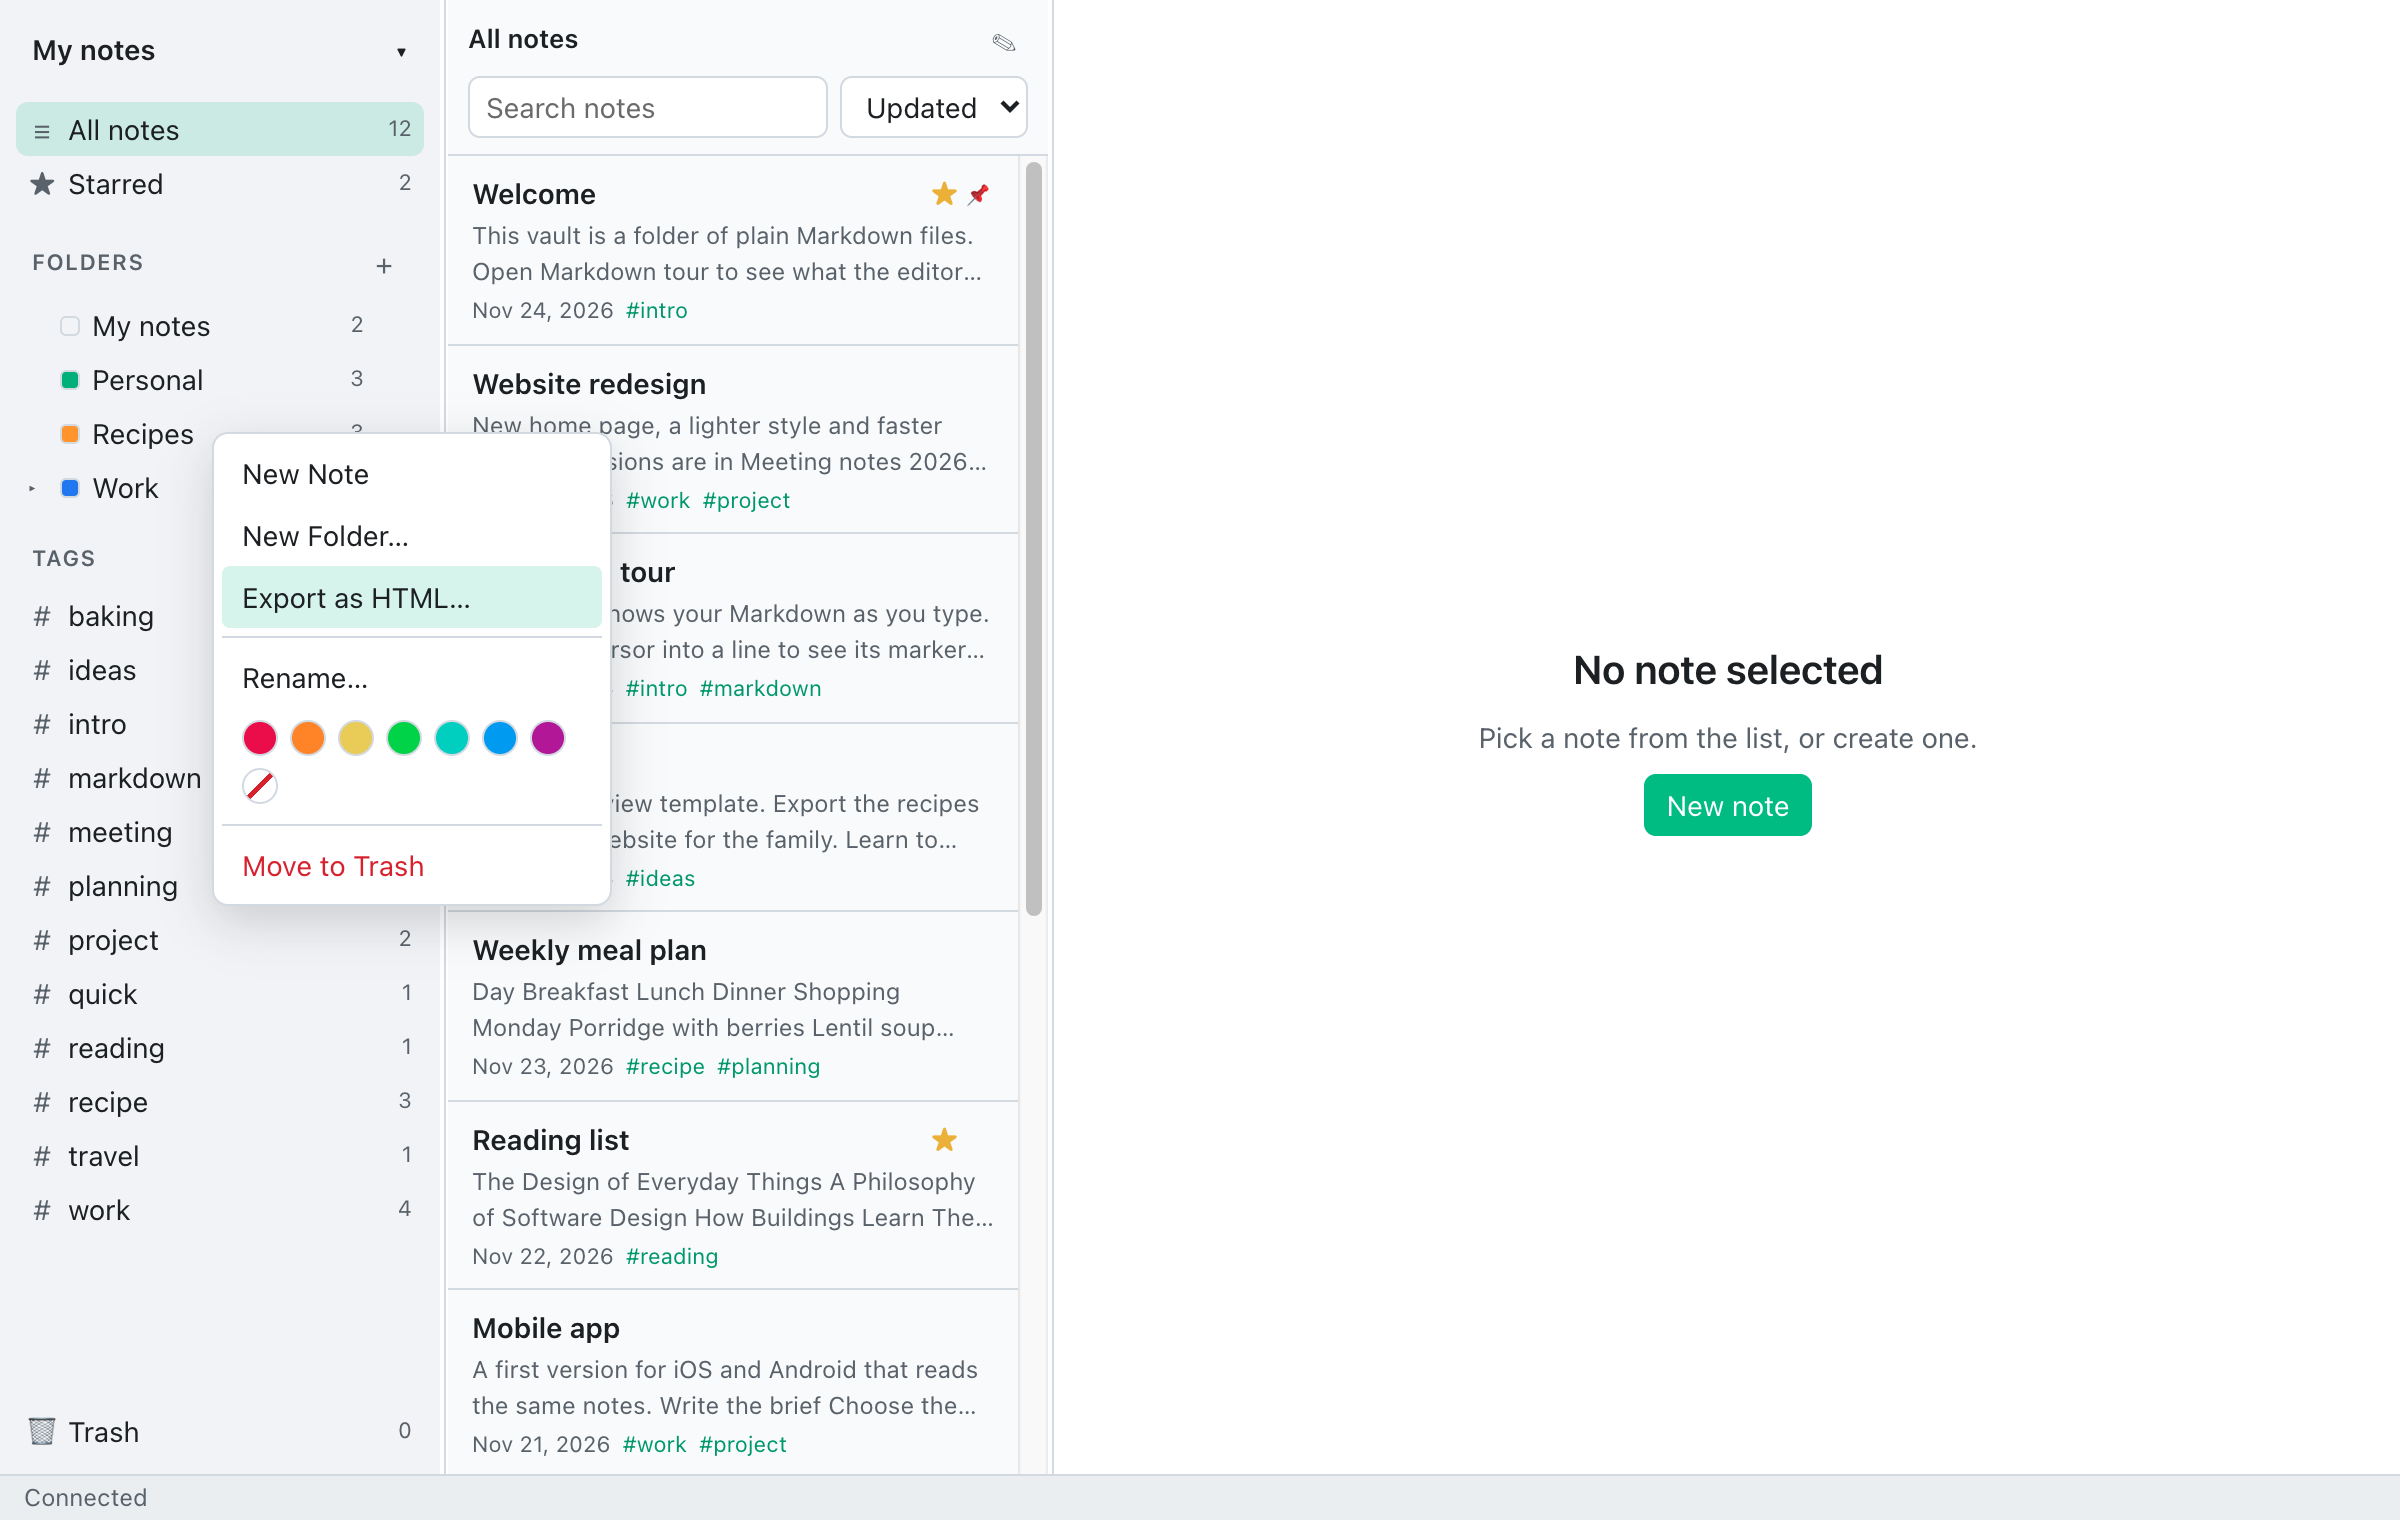 My notes
All notes 12
Starred 2
FOLDERS
My notes 2
Personal 3
Recipes
Work
TAGS
# baking
# ideas
# intro
# markdown
# meeting
# planning
# project 2
# quick 1
# reading 1
# recipe 3
# travel 1
# work 4
Trash 0
Connected
New Note
New Folder...
Export as HTML...
Rename...
Move to Trash
All notes
Search notes
Updated
Welcome
This vault is a folder of plain Markdown files.
Open Markdown tour to see what the editor...
Nov 24, 2026 #intro
Website redesign
New home page, a lighter style and faster
are in Meeting notes 2026...
#work #project
tour
your Markdown as you type.
into a line to see its marker...
#intro #markdown
template. Export the recipes
for the family. Learn to...
#ideas
Weekly meal plan
Day Breakfast Lunch Dinner Shopping
Monday Porridge with berries Lentil soup...
Nov 23, 2026 #recipe #planning
Reading list
The Design of Everyday Things A Philosophy
of Software Design How Buildings Learn The...
Nov 22, 2026 #reading
Mobile app
A first version for iOS and Android that reads
the same notes. Write the brief Choose the...
Nov 21, 2026 #work #project
No note selected
Pick a note from the list, or create one.
New note